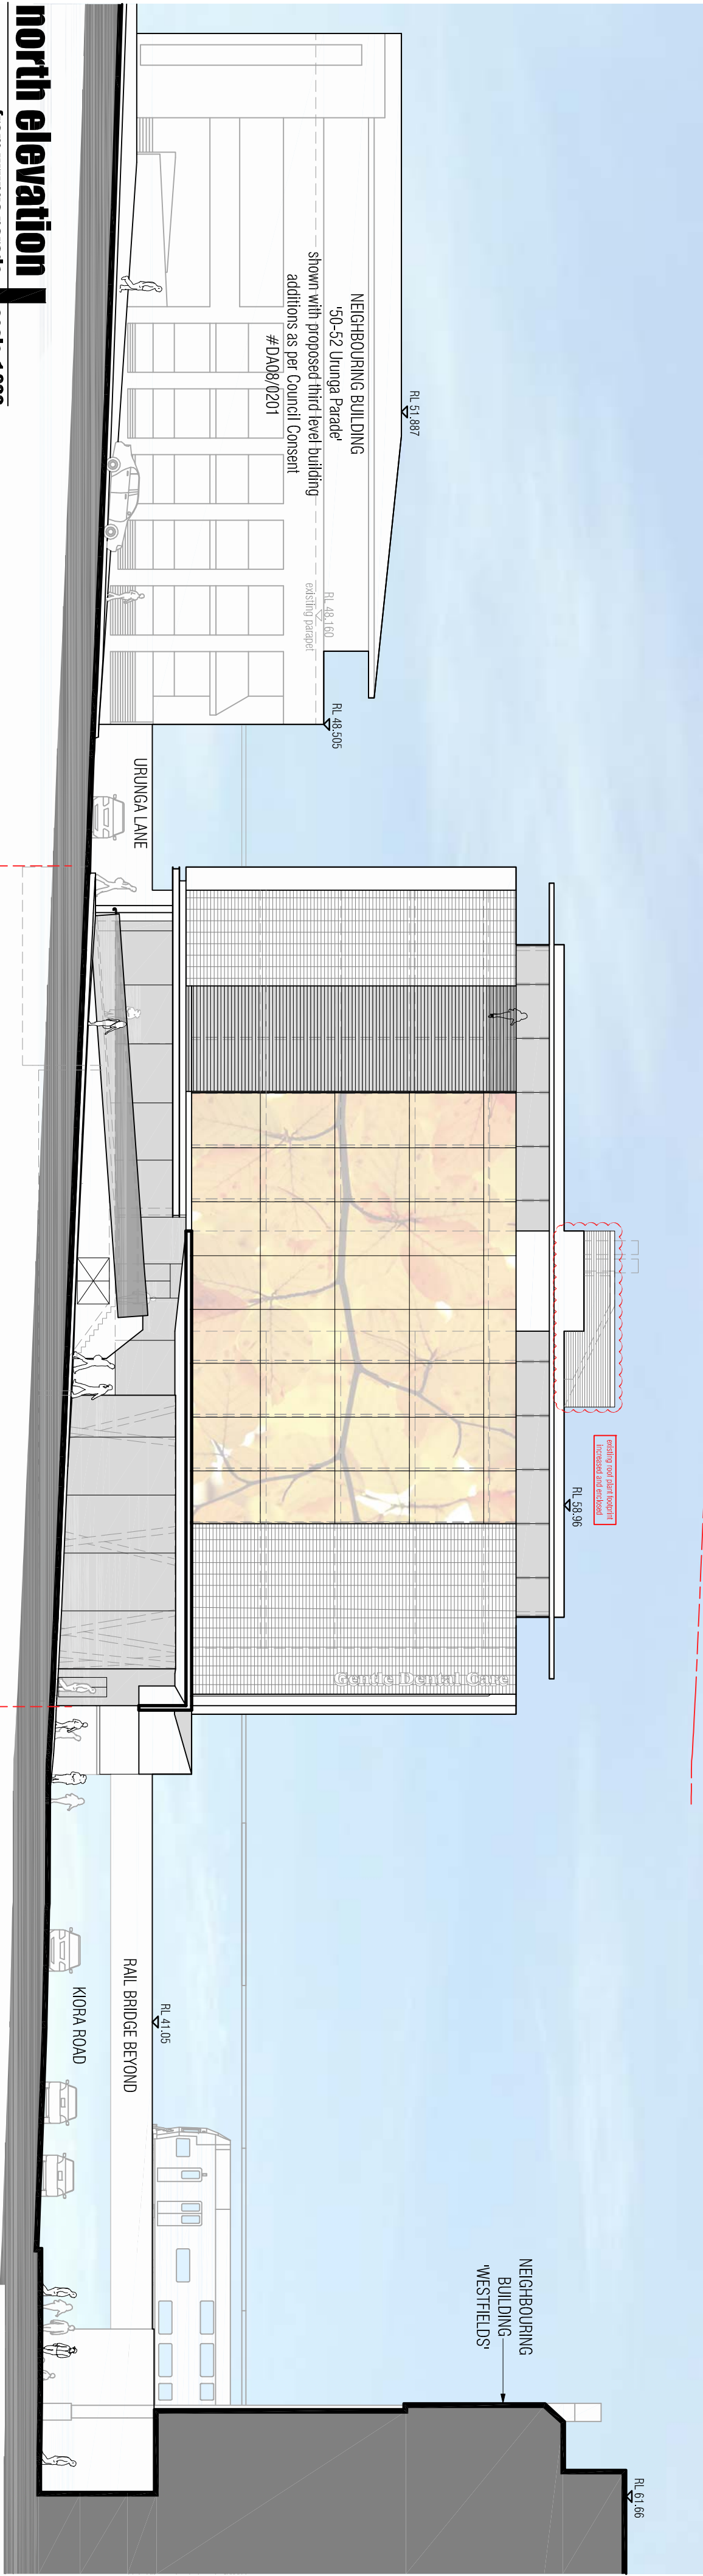 north elevation
NEIGHBOURING BUILDING
'50-52 Urunga Parade'
shown with proposed third level building
additions as per Council Consent
#DA08/0201
RL 51.887
RL 48.160
existing parapet
RL 48.505
URUNGA LANE
Gentle Dental Care
existing roof plant footprint
increased and enclosed
RL 58.96
RL 41.05
RAIL BRIDGE BEYOND
KIORA ROAD
NEIGHBOURING
BUILDING
'WESTFIELDS'
RL 61.66